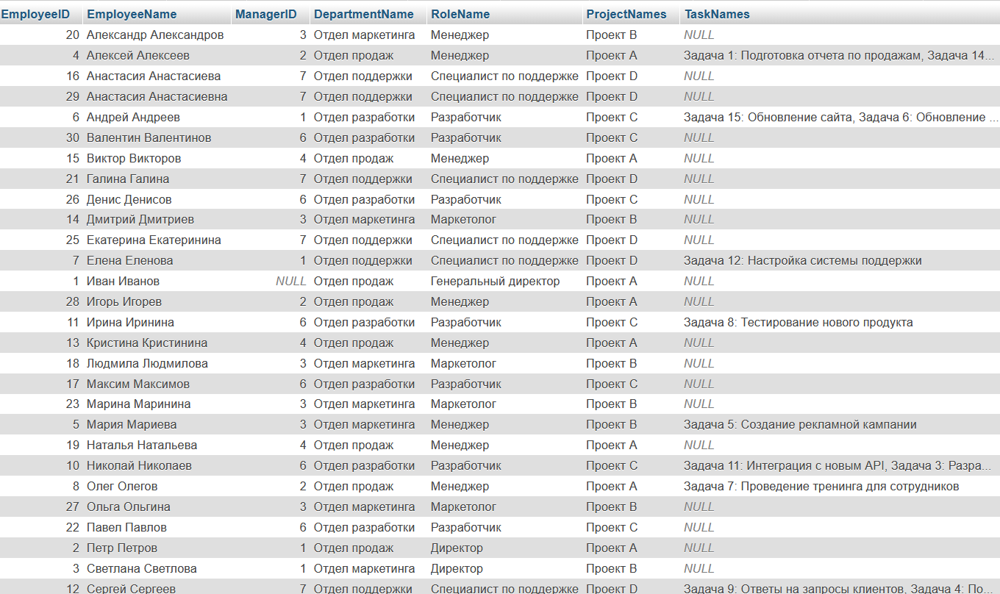 EmployeeID EmployeeName ManagerID DepartmentName RoleName ProjectNames TaskNames
20 Александр Александров 3 Отдел маркетинга Менеджер Проект B NULL
4 Алексей Алексеев 2 Отдел продаж Менеджер Проект A Задача 1: Подготовка отчета по продажам, Задача 14...
16 Анастасия Анастасиева 7 Отдел поддержки Специалист по поддержке Проект D NULL
29 Анастасия Анастасиевна 7 Отдел поддержки Специалист по поддержке Проект D NULL
6 Андрей Андреев 1 Отдел разработки Разработчик Проект C Задача 15: Обновление сайта, Задача 6: Обновление ...
30 Валентин Валентинов 6 Отдел разработки Разработчик Проект C NULL
15 Виктор Викторов 4 Отдел продаж Менеджер Проект A NULL
21 Галина Галина 7 Отдел поддержки Специалист по поддержке Проект D NULL
26 Денис Денисов 6 Отдел разработки Разработчик Проект C NULL
14 Дмитрий Дмитриев 3 Отдел маркетинга Маркетолог Проект B NULL
25 Екатерина Екатеринина 7 Отдел поддержки Специалист по поддержке Проект D NULL
7 Елена Еленова 1 Отдел поддержки Специалист по поддержке Проект D Задача 12: Настройка системы поддержки
1 Иван Иванов NULL Отдел продаж Генеральный директор Проект A NULL
28 Игорь Игорев 2 Отдел продаж Менеджер Проект A NULL
11 Ирина Иринина 6 Отдел разработки Разработчик Проект C Задача 8: Тестирование нового продукта
13 Кристина Кристинина 4 Отдел продаж Менеджер Проект A NULL
18 Людмила Людмилова 3 Отдел маркетинга Маркетолог Проект B NULL
17 Максим Максимов 6 Отдел разработки Разработчик Проект C NULL
23 Марина Маринина 3 Отдел маркетинга Маркетолог Проект B NULL
5 Мария Мариева 3 Отдел маркетинга Менеджер Проект B Задача 5: Создание рекламной кампании
19 Наталья Натальева 4 Отдел продаж Менеджер Проект A NULL
10 Николай Николаев 6 Отдел разработки Разработчик Проект C Задача 11: Интеграция с новым API, Задача 3: Разра...
8 Олег Олегов 2 Отдел продаж Менеджер Проект A Задача 7: Проведение тренинга для сотрудников
27 Ольга Ольгина 3 Отдел маркетинга Маркетолог Проект B NULL
22 Павел Павлов 6 Отдел разработки Разработчик Проект C NULL
2 Петр Петров 1 Отдел продаж Директор Проект A NULL
3 Светлана Светлова 1 Отдел маркетинга Директор Проект B NULL
12 Сергей Сергеев 7 Отдел поддержки Специалист по поддержке Проект D Задача 9: Ответы на запросы клиентов, Задача 4: По...